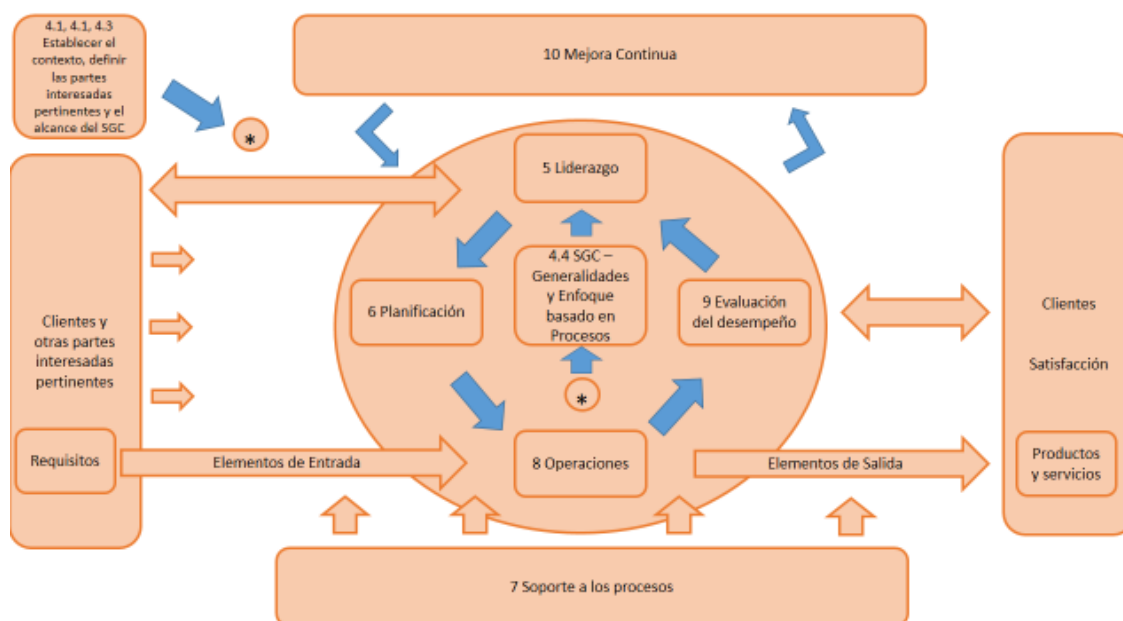 4.1, 4.1, 4.3
Establecer el
contexto, definir
las partes
interesadas
pertinentes y el
alcance del SGC
10 Mejora Continua
*
5 Liderazgo
4.4 SGC –
Generalidades
y Enfoque
basado en
Procesos
6 Planificación
9 Evaluación
del desempeño
*
8 Operaciones
Clientes y
otras partes
interesadas
pertinentes
Requisitos
Elementos de Entrada
Elementos de Salida
Clientes
Satisfacción
Productos
y servicios
7 Soporte a los procesos